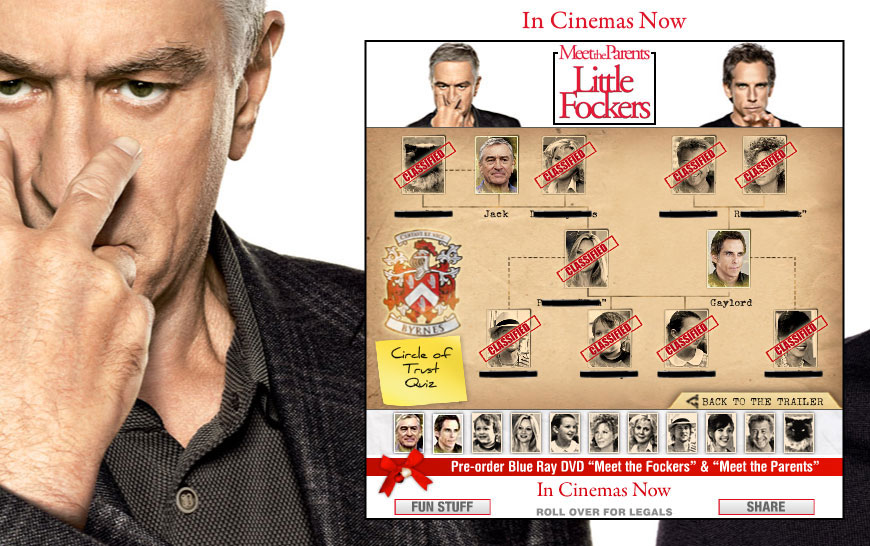 In Cinemas Now
Meet the Parents
Little
Fockers
CLASSIFIED
CLASSIFIED
CLASSIFIED
CLASSIFIED
Jack
CLASSIFIED
Gaylord
BYRNES
CLASSIFIED
CLASSIFIED
CLASSIFIED
CLASSIFIED
Circle of
Trust
Quiz
BACK TO THE TRAILER
Pre-order Blue Ray DVD “Meet the Fockers” & “Meet the Parents”
In Cinemas Now
FUN STUFF
ROLL OVER FOR LEGALS
SHARE